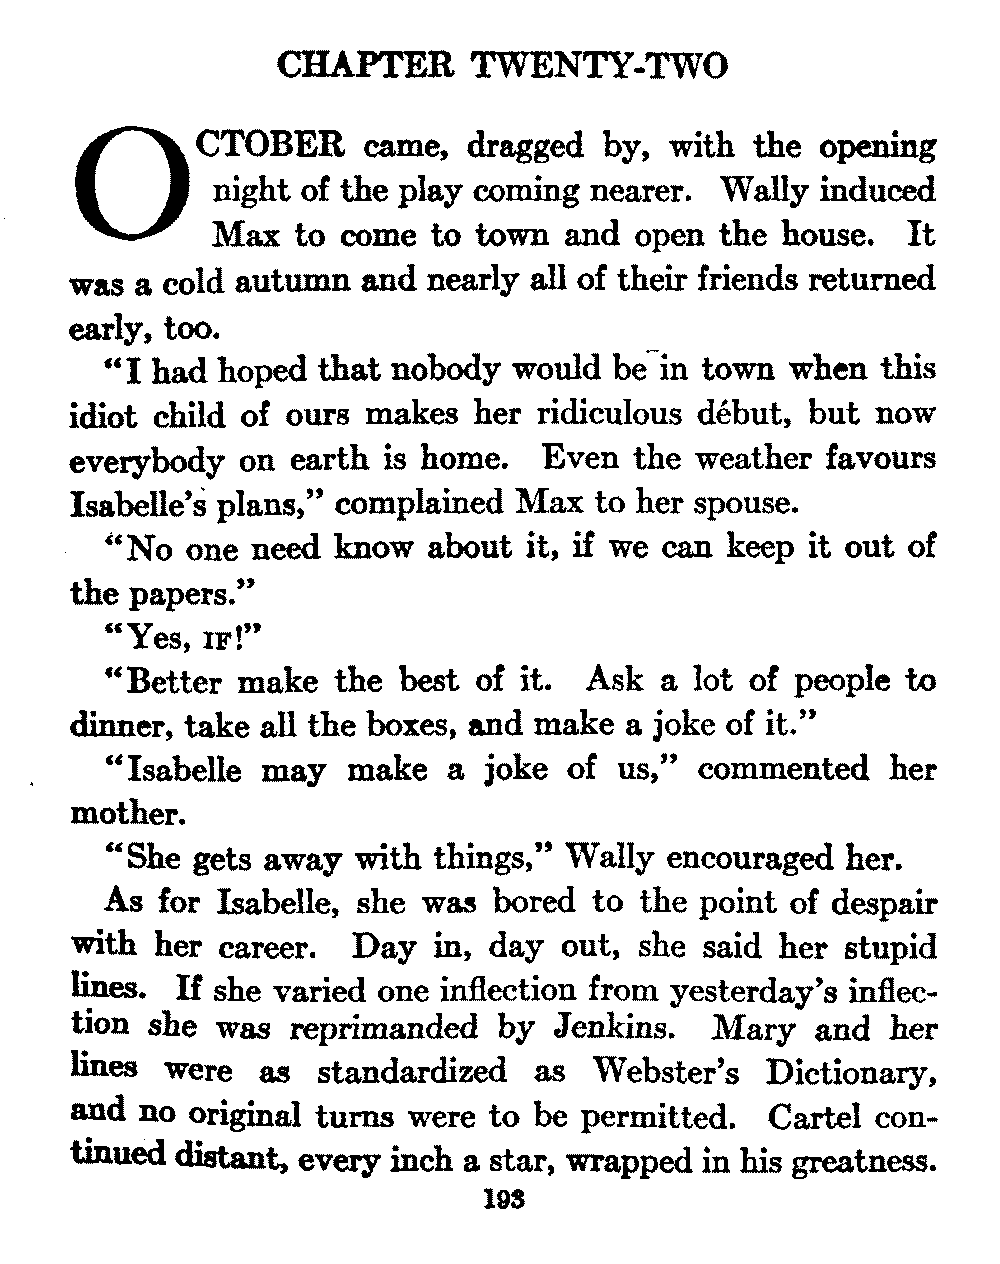 CHAPTER TWENTY-TWO
OCTOBER came, dragged by, with the opening
night of the play coming nearer. Wally induced
Max to come to town and open the house. It
was a cold autumn and nearly all of their friends returned
early, too.
“I had hoped that nobody would be in town when this
idiot child of ours makes her ridiculous début, but now
everybody on earth is home. Even the weather favours
Isabelle’s plans,” complained Max to her spouse.
“No one need know about it, if we can keep it out of
the papers.”
“Yes, IF!”
“Better make the best of it. Ask a lot of people to
dinner, take all the boxes, and make a joke of it.”
“Isabelle may make a joke of us,” commented her
mother.
“She gets away with things,” Wally encouraged her.
As for Isabelle, she was bored to the point of despair
with her career. Day in, day out, she said her stupid
lines. If she varied one inflection from yesterday’s inflec-
tion she was reprimanded by Jenkins. Mary and her
lines were as standardized as Webster’s Dictionary,
and no original turns were to be permitted. Cartel con-
tinued distant, every inch a star, wrapped in his greatness.
193